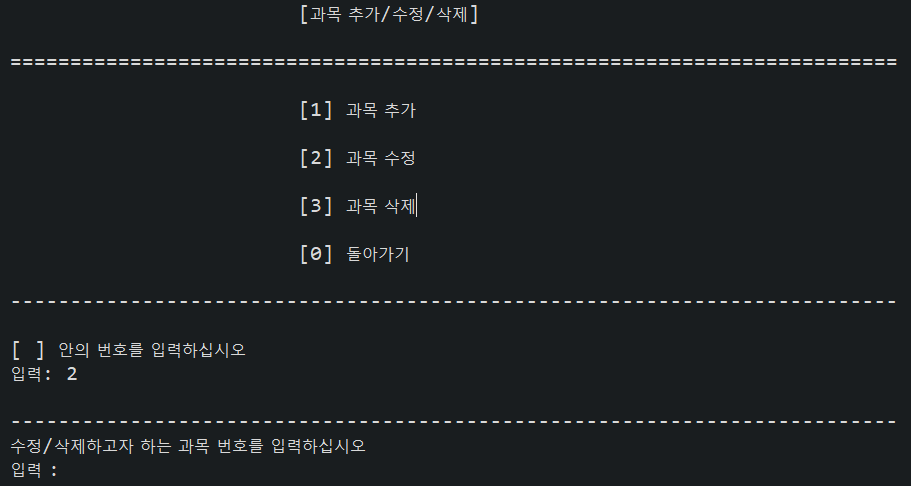 [과목 추가/수정/삭제]
==========================================================================
[1] 과목 추가
[2] 과목 수정
[3] 과목 삭제
[0] 돌아가기
--------------------------------------------------------------------------
[ ] 안의 번호를 입력하십시오
입력: 2
--------------------------------------------------------------------------
수정/삭제하고자 하는 과목 번호를 입력하십시오
입력 :